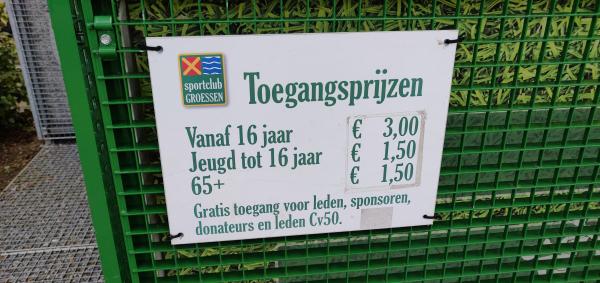 sportclub
GROESSEN
Toegangsprijzen
Vanaf 16 jaar € 3,00
Jeugd tot 16 jaar € 1,50
65+ € 1,50
Gratis toegang voor leden, sponsoren,
donateurs en leden Cv50.